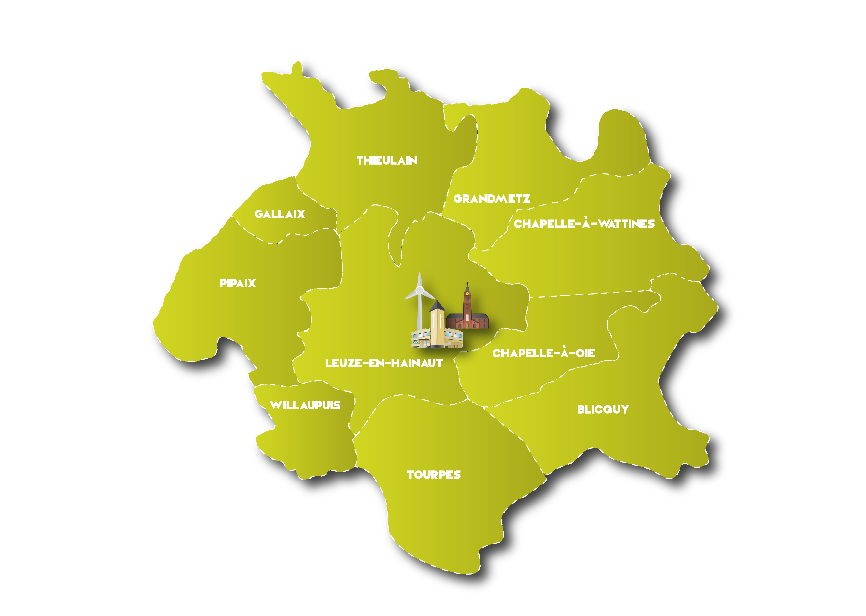 THIEULAIN
GRANDMETZ
GALLAIX
CHAPELLE-À-WATTINES
PIPAIX
CHAPELLE-À-OIE
LEUZE-EN-HAINAUT
WILLAUPUIS
BLICQUY
TOURPES